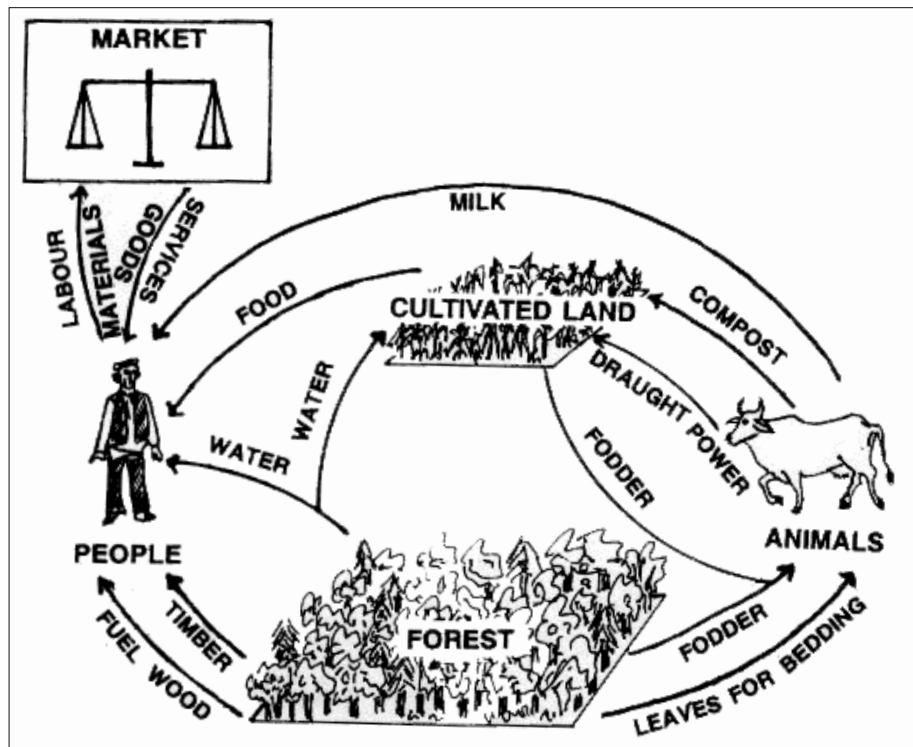 MARKET
LABOUR
MATERIALS
GOODS
SERVICES
MILK
FOOD
CULTIVATED LAND
COMPOST
DRAUGHT POWER
WATER
WATER
FODDER
PEOPLE
ANIMALS
TIMBER
FUEL WOOD
FOREST
FODDER
LEAVES FOR BEDDING